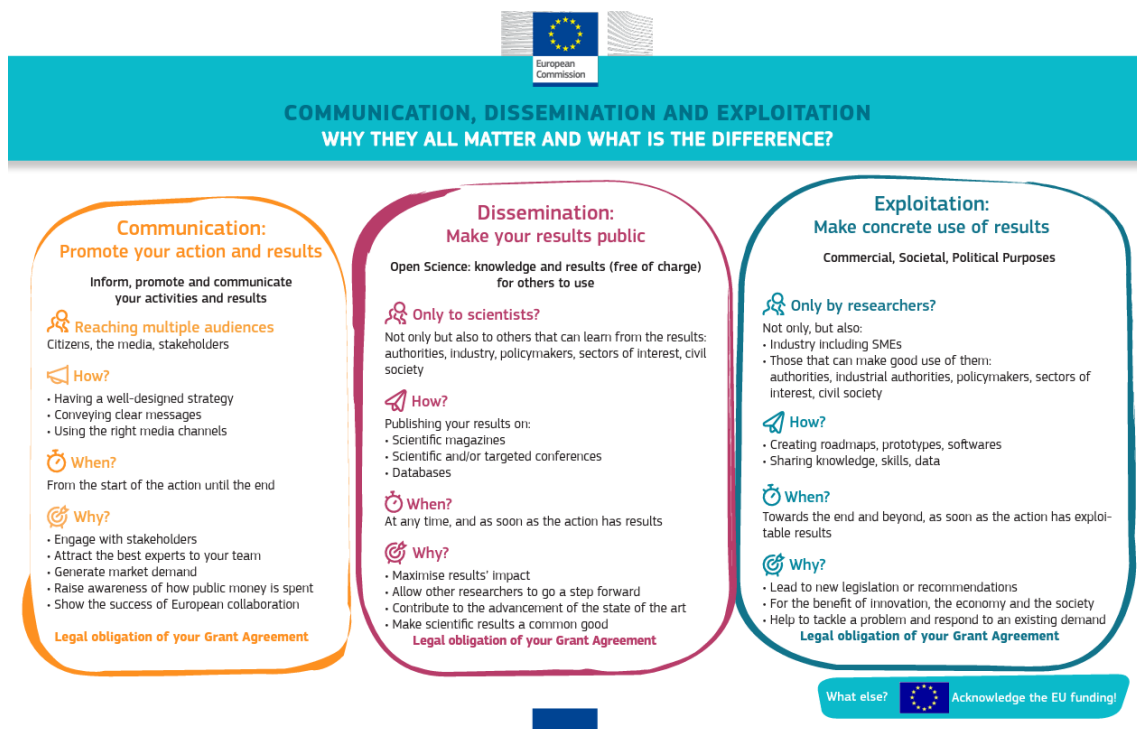 European
Commission
COMMUNICATION, DISSEMINATION AND EXPLOITATION
WHY THEY ALL MATTER AND WHAT IS THE DIFFERENCE?
Communication:
Promote your action and results
Inform, promote and communicate
your activities and results
Reaching multiple audiences
Citizens, the media, stakeholders
How?
• Having a well-designed strategy
• Conveying clear messages
• Using the right media channels
When?
From the start of the action until the end
Why?
• Engage with stakeholders
• Attract the best experts to your team
• Generate market demand
• Raise awareness of how public money is spent
• Show the success of European collaboration
Legal obligation of your Grant Agreement
Dissemination:
Make your results public
Open Science: knowledge and results (free of charge)
for others to use
Only to scientists?
Not only but also to others that can learn from the results:
authorities, industry, policymakers, sectors of interest, civil
society
How?
Publishing your results on:
• Scientific magazines
• Scientific and/or targeted conferences
• Databases
When?
At any time, and as soon as the action has results
Why?
• Maximise results' impact
• Allow other researchers to go a step forward
• Contribute to the advancement of the state of the art
• Make scientific results a common good
Legal obligation of your Grant Agreement
Exploitation:
Make concrete use of results
Commercial, Societal, Political Purposes
Only by researchers?
Not only, but also:
• Industry including SMEs
• Those that can make good use of them:
authorities, industrial authorities, policymakers, sectors of
interest, civil society
How?
• Creating roadmaps, prototypes, softwares
• Sharing knowledge, skills, data
When?
Towards the end and beyond, as soon as the action has exploi-
table results
Why?
• Lead to new legislation or recommendations
• For the benefit of innovation, the economy and the society
• Help to tackle a problem and respond to an existing demand
Legal obligation of your Grant Agreement
What else? Acknowledge the EU funding!